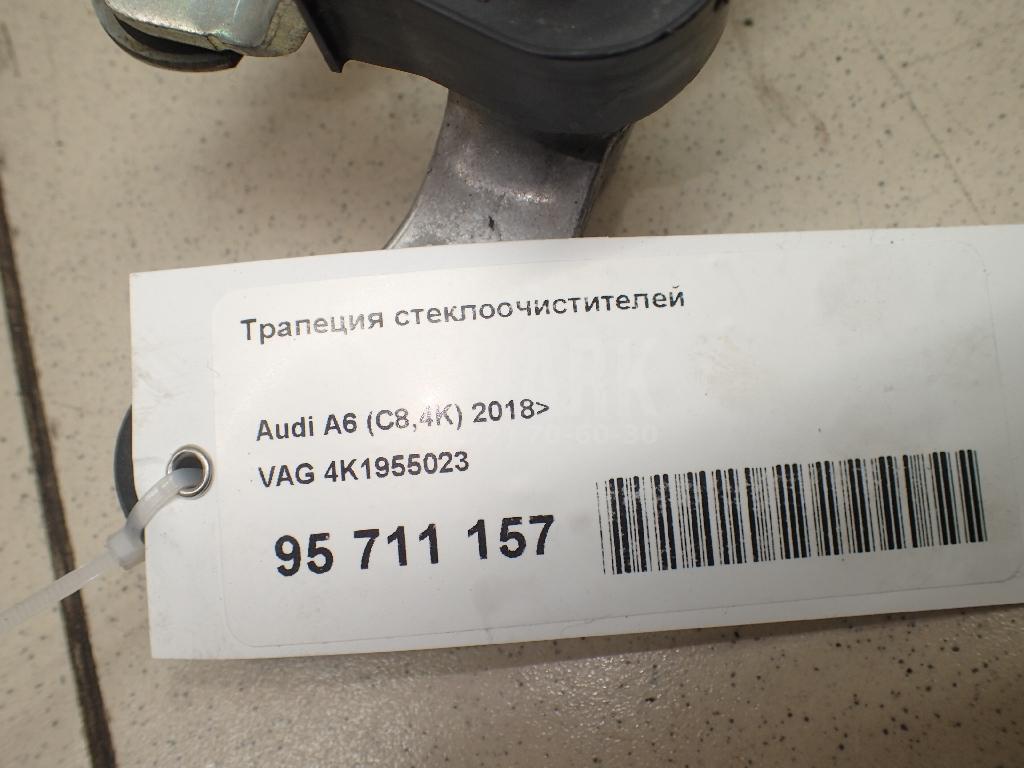 Трапеция стеклоочистителей
Audi A6 (C8,4K) 2018>
VAG 4K1955023
95 711 157